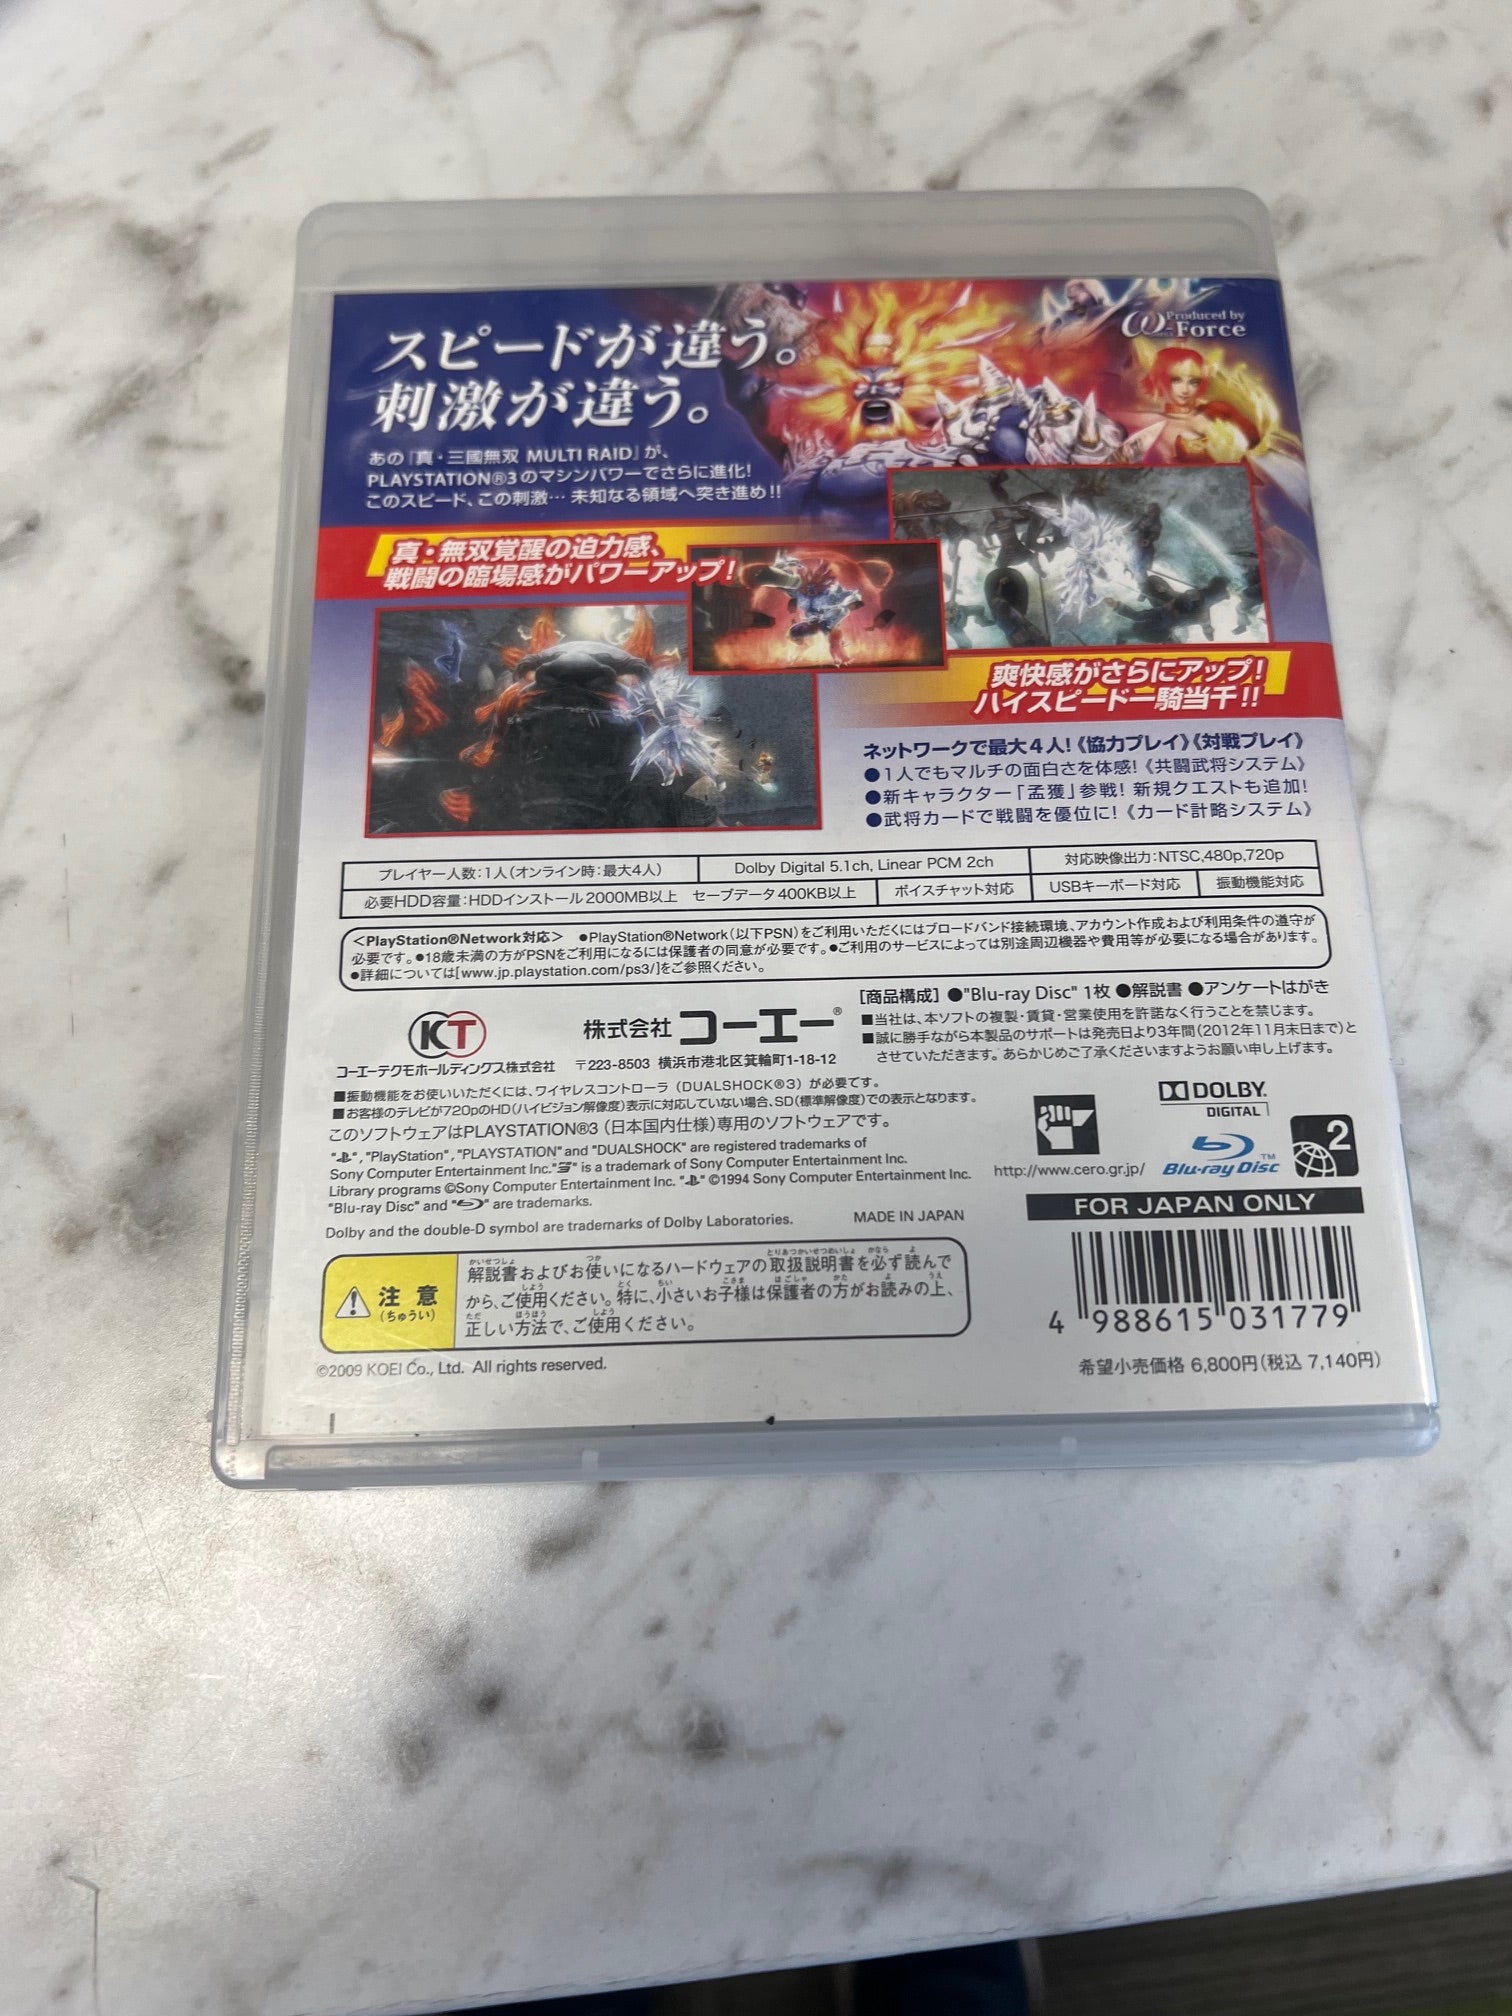 スピードが違う。
刺激が違う。
Produced by
ω-Force
あの『真・三國無双 MULTI RAID』が、
PLAYSTATION®3のマシンパワーでさらに進化!
このスピード、この刺激… 未知なる領域へ突き進め!!
真・無双覚醒の迫力感、
戦闘の臨場感がパワーアップ!
爽快感がさらにアップ!
ハイスピード一騎当千!!
ネットワークで最大4人!《協力プレイ》《対戦プレイ》
●1人でもマルチの面白さを体感!《共闘武将システム》
●新キャラクター「孟獲」参戦! 新規クエストも追加!
●武将カードで戦闘を優位に!《カード計略システム》
プレイヤー人数:1人(オンライン時:最大4人)
Dolby Digital 5.1ch, Linear PCM 2ch
対応映像出力:NTSC,480p,720p
必要HDD容量:HDDインストール2000MB以上 セーブデータ400KB以上
ボイスチャット対応
USBキーボード対応
振動機能対応
<PlayStation®Network対応> ●PlayStation®Network(以下PSN)をご利用いただくにはブロードバンド接続環境、アカウント作成および利用条件の遵守が
必要です。●18歳未満の方がPSNをご利用になるには保護者の同意が必要です。●ご利用のサービスによっては別途周辺機器や費用等が必要になる場合があります。
●詳細については[www.jp.playstation.com/ps3/]をご参照ください。
[商品構成] ●"Blu-ray Disc" 1枚 ●解説書 ●アンケートはがき
■当社は、本ソフトの複製・賃貸・営業使用を許諾なく行うことを禁じます。
■誠に勝手ながら本製品のサポートは発売日より3年間(2012年11月末日まで)と
させていただきます。あらかじめご了承くださいますようお願い申し上げます。
KT
コーエーテクモホールディングス株式会社
株式会社 コーエー®
〒223-8503 横浜市港北区箕輪町1-18-12
■振動機能をお使いいただくには、ワイヤレスコントローラ(DUALSHOCK®3)が必要です。
■お客様のテレビが720pのHD(ハイビジョン解像度)表示に対応していない場合、SD(標準解像度)での表示となります。
このソフトウェアはPLAYSTATION®3(日本国内仕様)専用のソフトウェアです。
" ", "PlayStation", "PLAYSTATION" and "DUALSHOCK" are registered trademarks of
Sony Computer Entertainment Inc." " is a trademark of Sony Computer Entertainment Inc.
Library programs ©Sony Computer Entertainment Inc. " " ©1994 Sony Computer Entertainment Inc.
"Blu-ray Disc" and " " are trademarks.
Dolby and the double-D symbol are trademarks of Dolby Laboratories.
MADE IN JAPAN
http://www.cero.gr.jp/
DOLBY
DIGITAL
Blu-ray Disc TM
2
FOR JAPAN ONLY
注意
(ちゅうい)
解説書およびお使いになるハードウェアの取扱説明書を必ず読んで
から、ご使用ください。特に、小さいお子様は保護者の方がお読みの上、
正しい方法で、ご使用ください。
4 988615 031779
希望小売価格 6,800円(税込 7,140円)
©2009 KOEI Co., Ltd. All rights reserved.